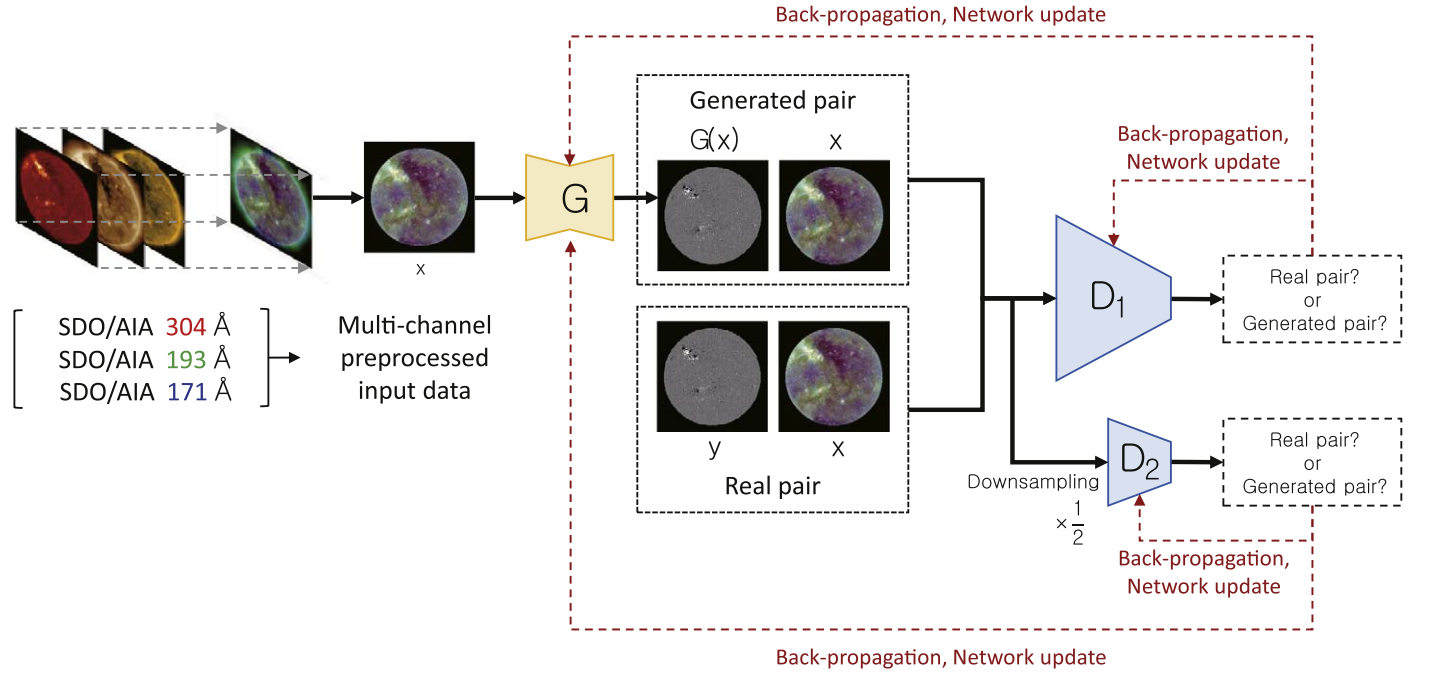 Back-propagation, Network update
Generated pair
G(x)
x
Back-propagation,
Network update
x
G
D1
Real pair?
or
Generated pair?
SDO/AIA 304 Å
SDO/AIA 193 Å
SDO/AIA 171 Å
Multi-channel
preprocessed
input data
y
x
Real pair
Downsampling
× 1/2
D2
Real pair?
or
Generated pair?
Back-propagation,
Network update
Back-propagation, Network update